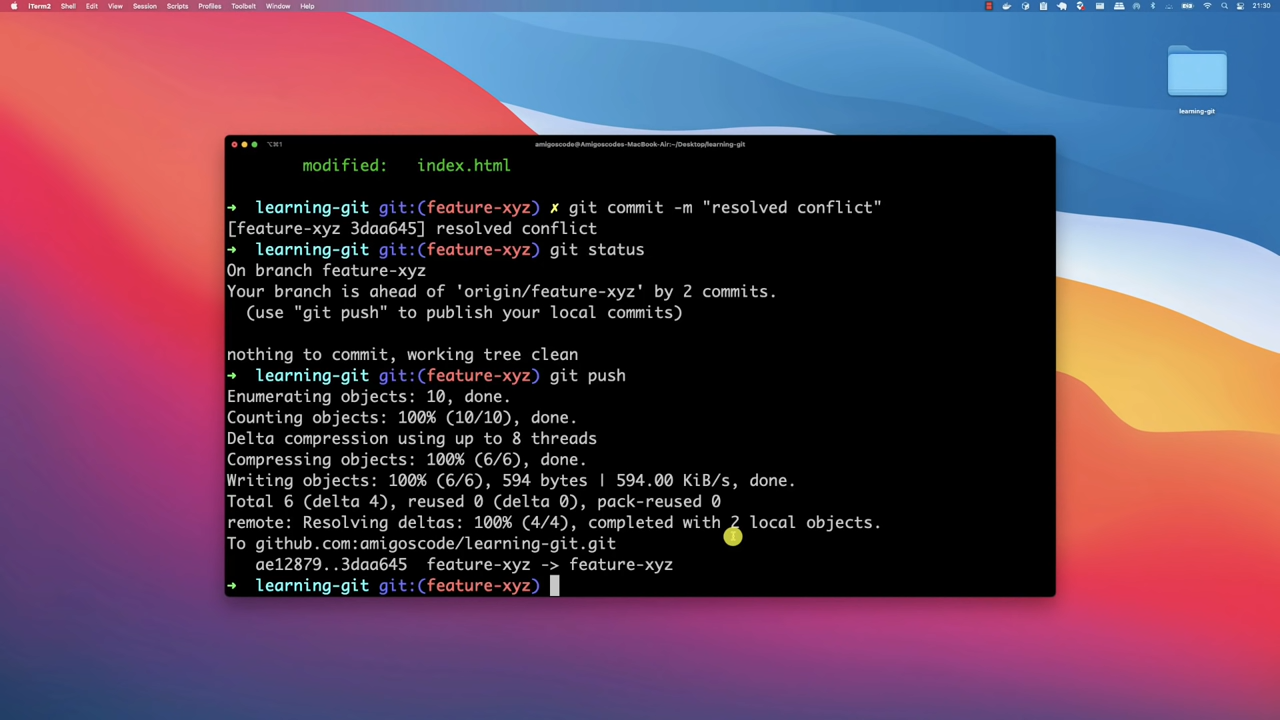 iTerm2 Shell Edit View Session Scripts Profiles Toolbelt Window Help 21:30
learning-git
⌥⌘1 amigoscode@Amigoscodes-MacBook-Air:~/Desktop/learning-git
modified: index.html
➜ learning-git git:(feature-xyz) ✗ git commit -m "resolved conflict"
[feature-xyz 3daa645] resolved conflict
➜ learning-git git:(feature-xyz) git status
On branch feature-xyz
Your branch is ahead of 'origin/feature-xyz' by 2 commits.
(use "git push" to publish your local commits)
nothing to commit, working tree clean
➜ learning-git git:(feature-xyz) git push
Enumerating objects: 10, done.
Counting objects: 100% (10/10), done.
Delta compression using up to 8 threads
Compressing objects: 100% (6/6), done.
Writing objects: 100% (6/6), 594 bytes | 594.00 KiB/s, done.
Total 6 (delta 4), reused 0 (delta 0), pack-reused 0
remote: Resolving deltas: 100% (4/4), completed with 2 local objects.
To github.com:amigoscode/learning-git.git
ae12879..3daa645 feature-xyz -> feature-xyz
➜ learning-git git:(feature-xyz)